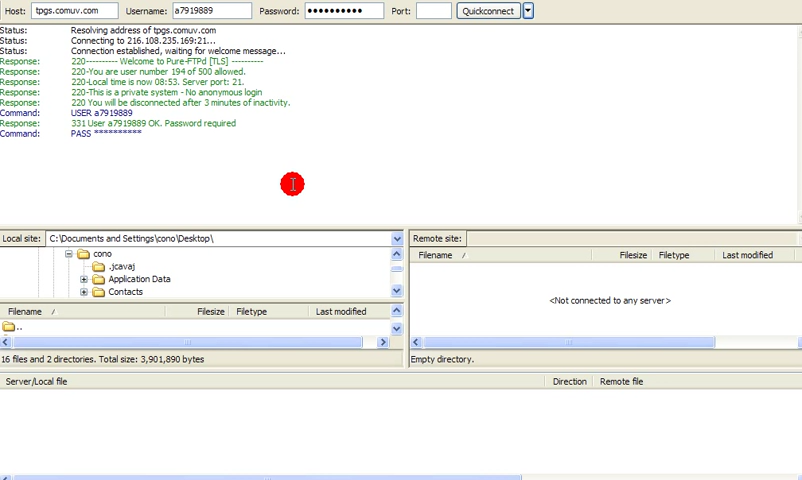 Host: tpgs.comuv.com Username: a7919889 Password: ●●●●●●●●●● Port: Quickconnect
Status: Resolving address of tpgs.comuv.com
Status: Connecting to 216.108.235.169:21...
Status: Connection established, waiting for welcome message...
Response: 220---------- Welcome to Pure-FTPd [TLS] ----------
Response: 220-You are user number 194 of 500 allowed.
Response: 220-Local time is now 08:53. Server port: 21.
Response: 220-This is a private system - No anonymous login
Response: 220 You will be disconnected after 3 minutes of inactivity.
Command: USER a7919889
Response: 331 User a7919889 OK. Password required
Command: PASS **********
Local site: C:\Documents and Settings\cono\Desktop\
cono
.jcavaj
Application Data
Contacts
Filename / Filesize Filetype Last modified
..
16 files and 2 directories. Total size: 3,901,890 bytes
Remote site:
Filename / Filesize Filetype Last modified
<Not connected to any server>
Empty directory.
Server/Local file Direction Remote file